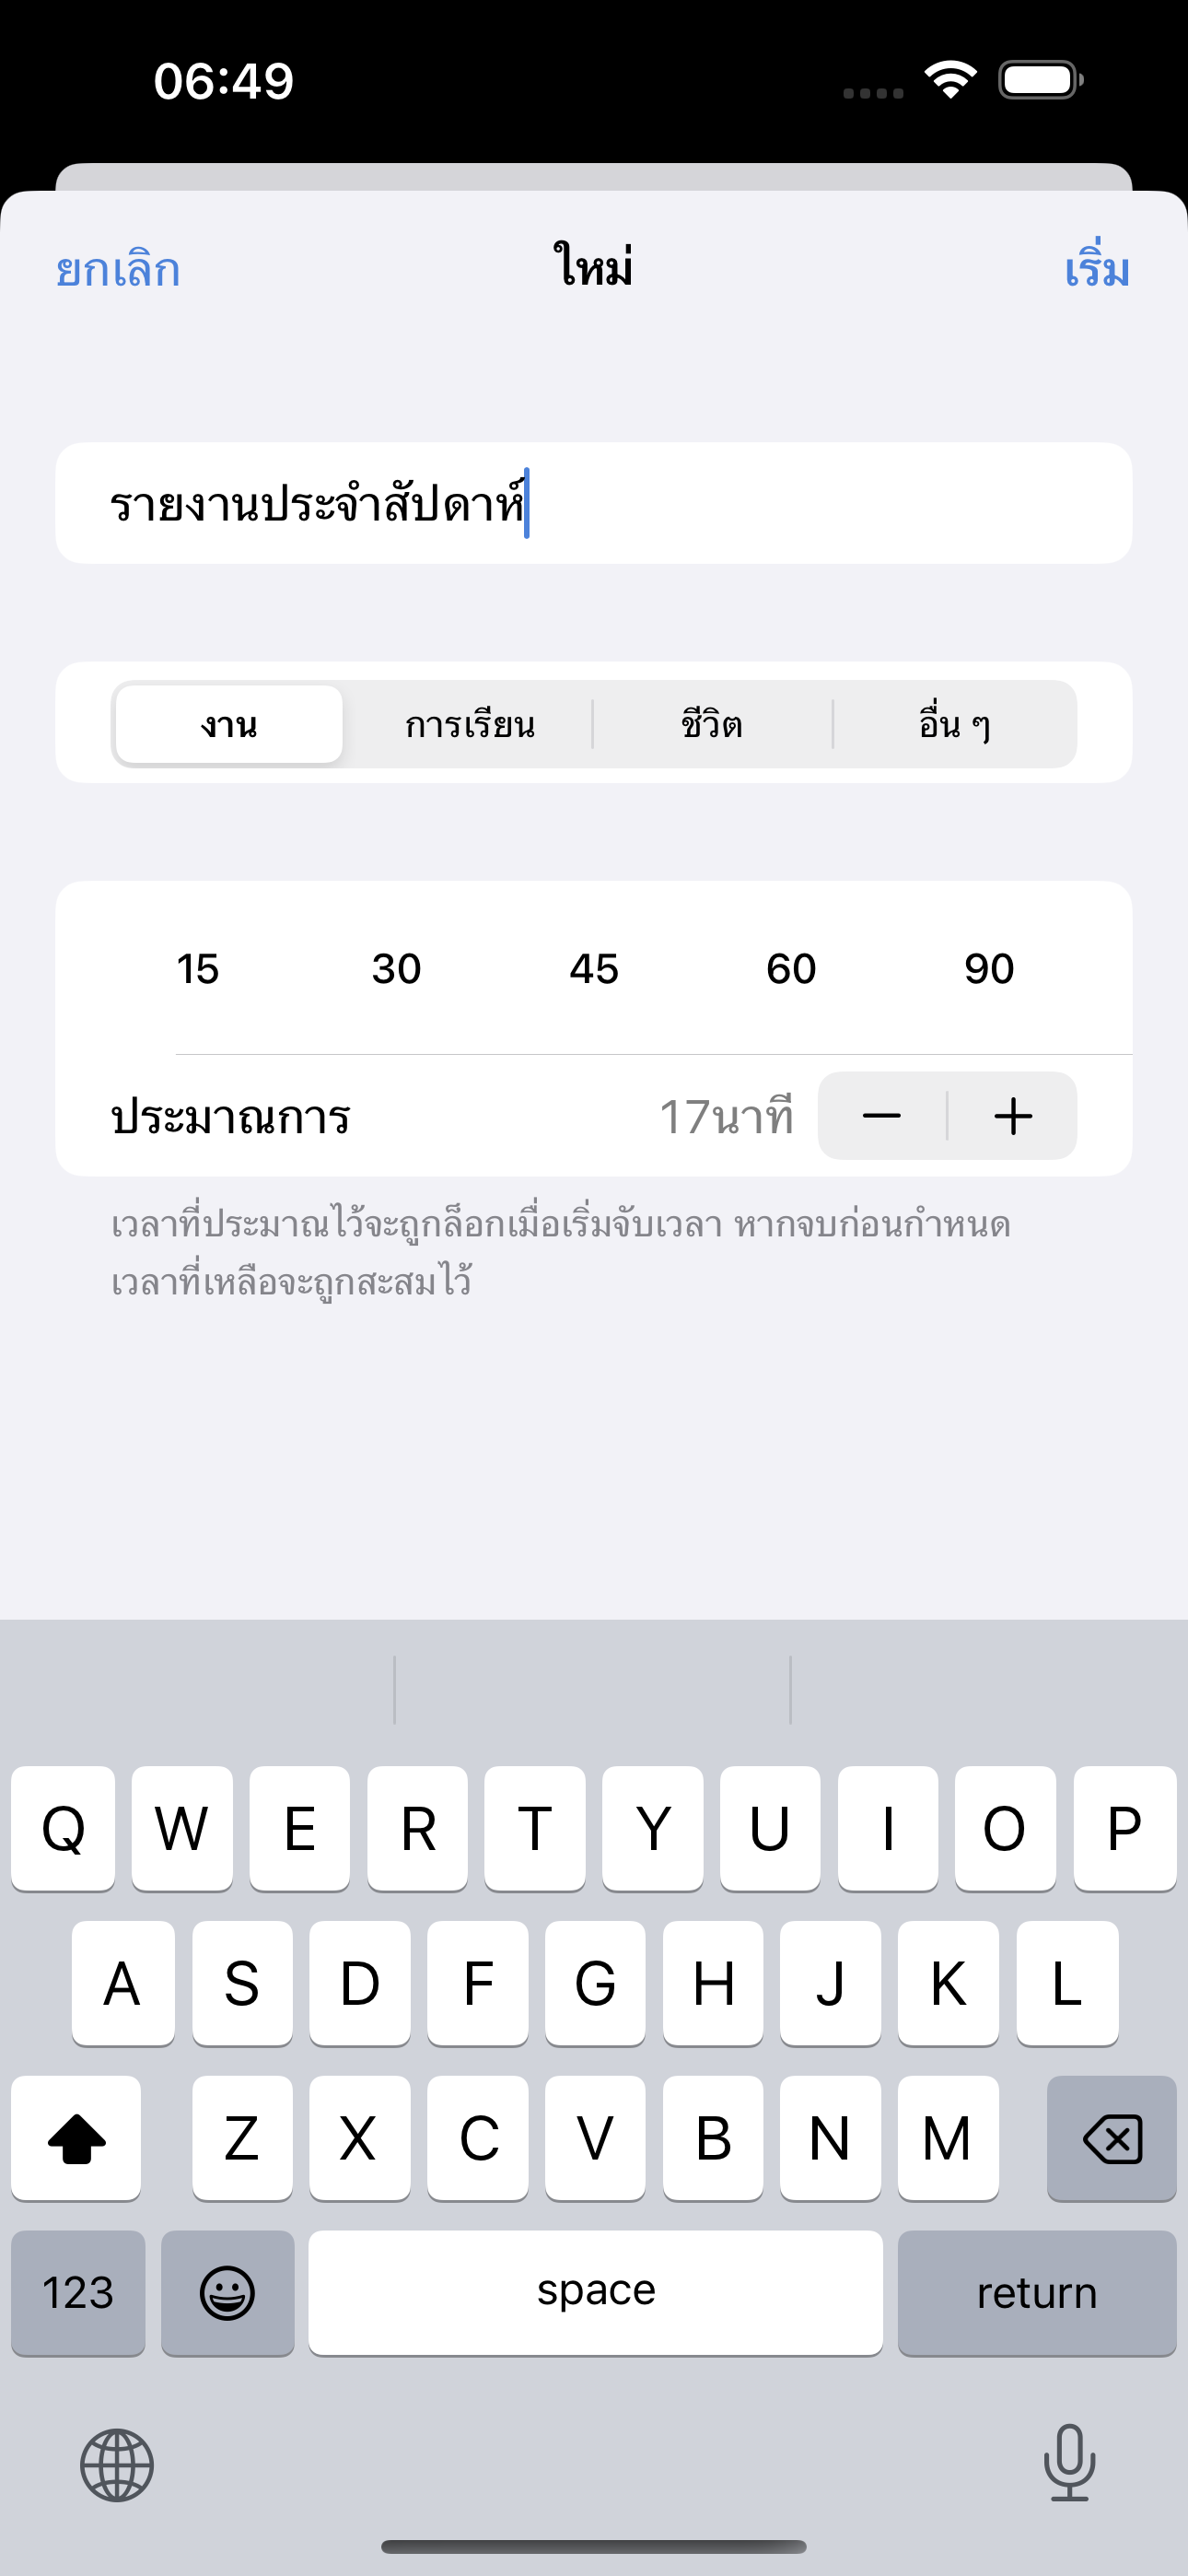 06:49
ยกเลิก ใหม่ เริ่ม
รายงานประจำสัปดาห์
งาน การเรียน ชีวิต อื่น ๆ
15 30 45 60 90
ประมาณการ 17นาที
เวลาที่ประมาณไว้จะถูกล็อกเมื่อเริ่มจับเวลา หากจบก่อนกำหนด
เวลาที่เหลือจะถูกสะสมไว้
Q W E R T Y U I O P
A S D F G H J K L
Z X C V B N M
123 space return